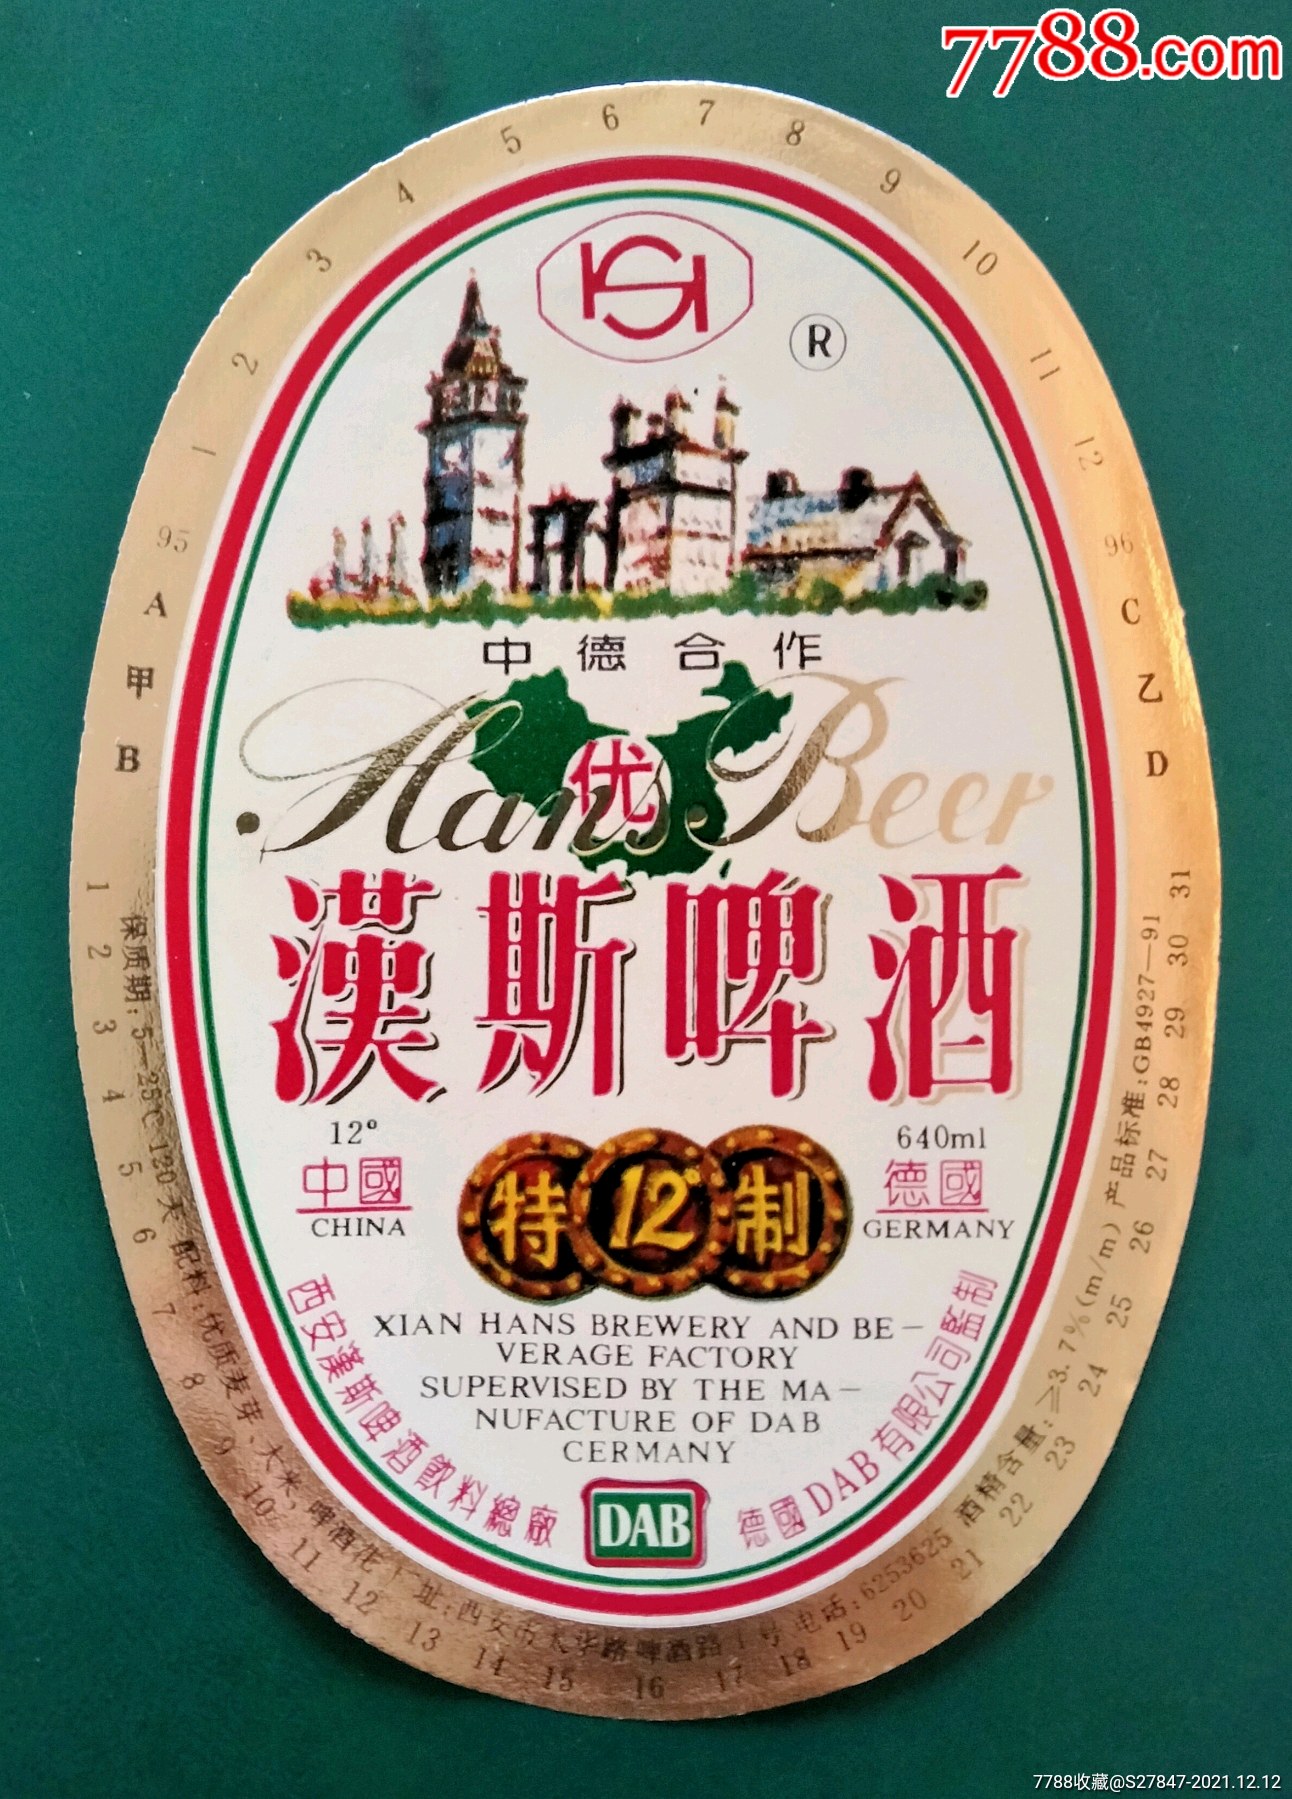 7788.com
1 2 3 4 5 6 7 8 9 10 11 12
95
A
甲
B
96
C
乙
D
HS
R
中德合作
优
Hans Beer
漢斯啤酒
12°
中國
CHINA
特 12° 制
640ml
德國
GERMANY
XIAN HANS BREWERY AND BE-
VERAGE FACTORY
SUPERVISED BY THE MA-
NUFACTURE OF DAB
CERMANY
西安漢斯啤酒飲料總廠
DAB
德國DAB有限公司監制
保质期:5—25℃120天 配料:优质麦芽、大米,啤酒花 厂址:西安市太华路啤酒路1号 电话:6253625 酒精含量:≥3.7%(m/m) 产品标准:GB4927—91
1 2 3 4 5 6 7 8 9 10 11 12 13 14 15 16 17 18 19 20 21 22 23 24 25 26 27 28 29 30 31
7788收藏@S27847-2021.12.12